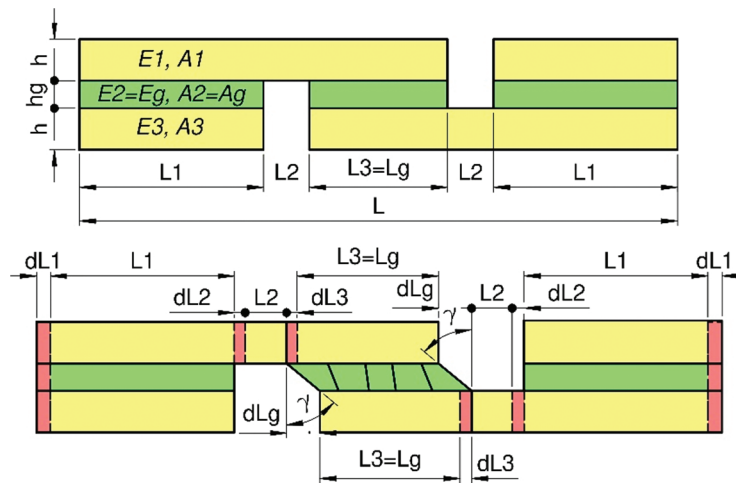 h
E1, A1
hg
E2=Eg, A2=Ag
h
E3, A3
L1
L2
L3=Lg
L2
L1
L
dL1
L1
L3=Lg
L1
dL1
dL2
L2
dL3
dLg
L2
dL2
γ
dLg
γ
L3=Lg
dL3